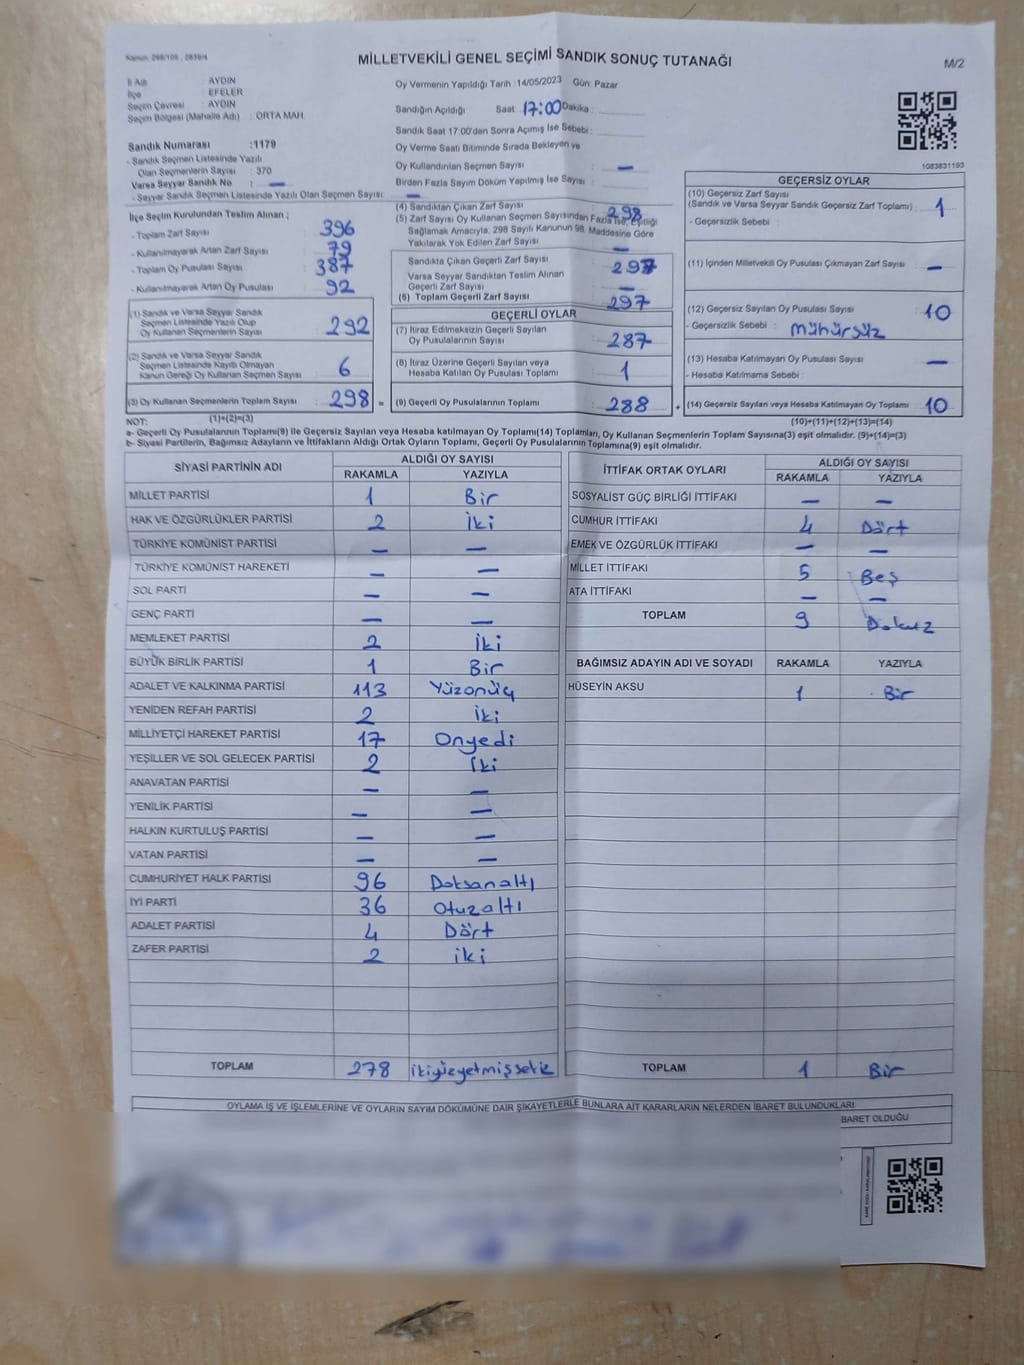 Kanun: 298/105 , 2839/4
MİLLETVEKİLİ GENEL SEÇİMİ SANDIK SONUÇ TUTANAĞI
M/2
İl Adı : AYDIN
İlçe : EFELER
Seçim Çevresi : AYDIN
Seçim Bölgesi (Mahalle Adı) : ORTA MAH.
Sandık Numarası :1179
- Sandık Seçmen Listesinde Yazılı
Olan Seçmenlerin Sayısı : 370
Varsa Seyyar Sandık No : —
- Seyyar Sandık Seçmen Listesinde Yazılı Olan Seçmen Sayısı : —
Oy Vermenin Yapıldığı Tarih :14/05/2023 Gün: Pazar
Sandığın Açıldığı Saat 17:00 Dakika :
Sandık Saat 17:00'dan Sonra Açımış İse Sebebi :
Oy Verme Saati Bitiminde Sırada Bekleyen ve
Oy Kullandırılan Seçmen Sayısı : —
Birden Fazla Sayım Döküm Yapılmış İse Sayısı :
1083831193
İlçe Seçim Kurulundan Teslim Alınan ;
- Toplam Zarf Sayısı : 396
- Kullanılmayarak Artan Zarf Sayısı : 79
- Toplam Oy Pusulası Sayısı : 387
- Kullanılmayarak Artan Oy Pusulası : 92
(1) Sandık ve Varsa Seyyar Sandık
Seçmen Listesinde Yazılı Olup
Oy Kullanan Seçmenlerin Sayısı : 292
(2) Sandık ve Varsa Seyyar Sandık
Seçmen Listesinde Kayıtlı Olmayan
Kanun Gereği Oy Kullanan Seçmen Sayısı : 6
(3) Oy Kullanan Seçmenlerin Toplam Sayısı : 298 =
(4) Sandıktan Çıkan Zarf Sayısı : 298
(5) Zarf Sayısı Oy Kullanan Seçmen Sayısından Fazla İse, Eşitliği
Sağlamak Amacıyla, 298 Sayılı Kanunun 98. Maddesine Göre
Yakılarak Yok Edilen Zarf Sayısı : —
Sandıkta Çıkan Geçerli Zarf Sayısı : 297
Varsa Seyyar Sandıktan Teslim Alınan
Geçerli Zarf Sayısı : —
(6) Toplam Geçerli Zarf Sayısı : 297
GEÇERLİ OYLAR
(7) İtiraz Edilmeksizin Geçerli Sayılan
Oy Pusulalarının Sayısı : 287
(8) İtiraz Üzerine Geçerli Sayılan veya
Hesaba Katılan Oy Pusulası Toplamı : 1
(9) Geçerli Oy Pusulalarının Toplamı : 288 +
GEÇERSİZ OYLAR
(10) Geçersiz Zarf Sayısı
(Sandık ve Varsa Seyyar Sandık Geçersiz Zarf Toplamı) : 1
- Geçersizlik Sebebi :
(11) İçinden Milletvekili Oy Pusulası Çıkmayan Zarf Sayısı : —
(12) Geçersiz Sayılan Oy Pusulası Sayısı : 10
- Geçersizlik Sebebi : mühürsüz
(13) Hesaba Katılmayan Oy Pusulası Sayısı : —
- Hesaba Katılmama Sebebi :
(14) Geçersiz Sayılan veya Hesaba Katılmayan Oy Toplamı : 10
NOT: (1)+(2)=(3) (10)+(11)+(12)+(13)=(14)
a- Geçerli Oy Pusulalarının Toplamı(9) ile Geçersiz Sayılan veya Hesaba katılmayan Oy Toplamı(14) Toplamları, Oy Kullanan Seçmenlerin Toplam Sayısına(3) eşit olmalıdır. (9)+(14)=(3)
b- Siyasi Partilerin, Bağımsız Adayların ve İttifakların Aldığı Ortak Oyların Toplamı, Geçerli Oy Pusulalarının Toplamına(9) eşit olmalıdır.
SİYASİ PARTİNİN ADI ALDIĞI OY SAYISI
RAKAMLA YAZIYLA
MİLLET PARTİSİ 1 Bir
HAK VE ÖZGÜRLÜKLER PARTİSİ 2 İki
TÜRKİYE KOMÜNİST PARTİSİ — —
TÜRKİYE KOMÜNİST HAREKETİ — —
SOL PARTİ — —
GENÇ PARTİ — —
MEMLEKET PARTİSİ 2 İki
BÜYÜK BİRLİK PARTİSİ 1 Bir
ADALET VE KALKINMA PARTİSİ 113 Yüzonüç
YENİDEN REFAH PARTİSİ 2 İki
MİLLİYETÇİ HAREKET PARTİSİ 17 Onyedi
YEŞİLLER VE SOL GELECEK PARTİSİ 2 İki
ANAVATAN PARTİSİ — —
YENİLİK PARTİSİ — —
HALKIN KURTULUŞ PARTİSİ — —
VATAN PARTİSİ — —
CUMHURİYET HALK PARTİSİ 96 Doksanaltı
İYİ PARTİ 36 Otuzaltı
ADALET PARTİSİ 4 Dört
ZAFER PARTİSİ 2 iki
TOPLAM 278 ikiyüzyetmişsekiz
İTTİFAK ORTAK OYLARI ALDIĞI OY SAYISI
RAKAMLA YAZIYLA
SOSYALİST GÜÇ BİRLİĞİ İTTİFAKI — —
CUMHUR İTTİFAKI 4 Dört
EMEK VE ÖZGÜRLÜK İTTİFAKI — —
MİLLET İTTİFAKI 5 Beş
ATA İTTİFAKI — —
TOPLAM 9 Dokuz
BAĞIMSIZ ADAYIN ADI VE SOYADI RAKAMLA YAZIYLA
HÜSEYİN AKSU 1 Bir
TOPLAM 1 Bir
OYLAMA İŞ VE İŞLEMLERİNE VE OYLARIN SAYIM DÖKÜMÜNE DAİR ŞİKAYETLERLE BUNLARA AİT KARARLARIN NELERDEN İBARET BULUNDUKLARI
BARET OLDUĞU